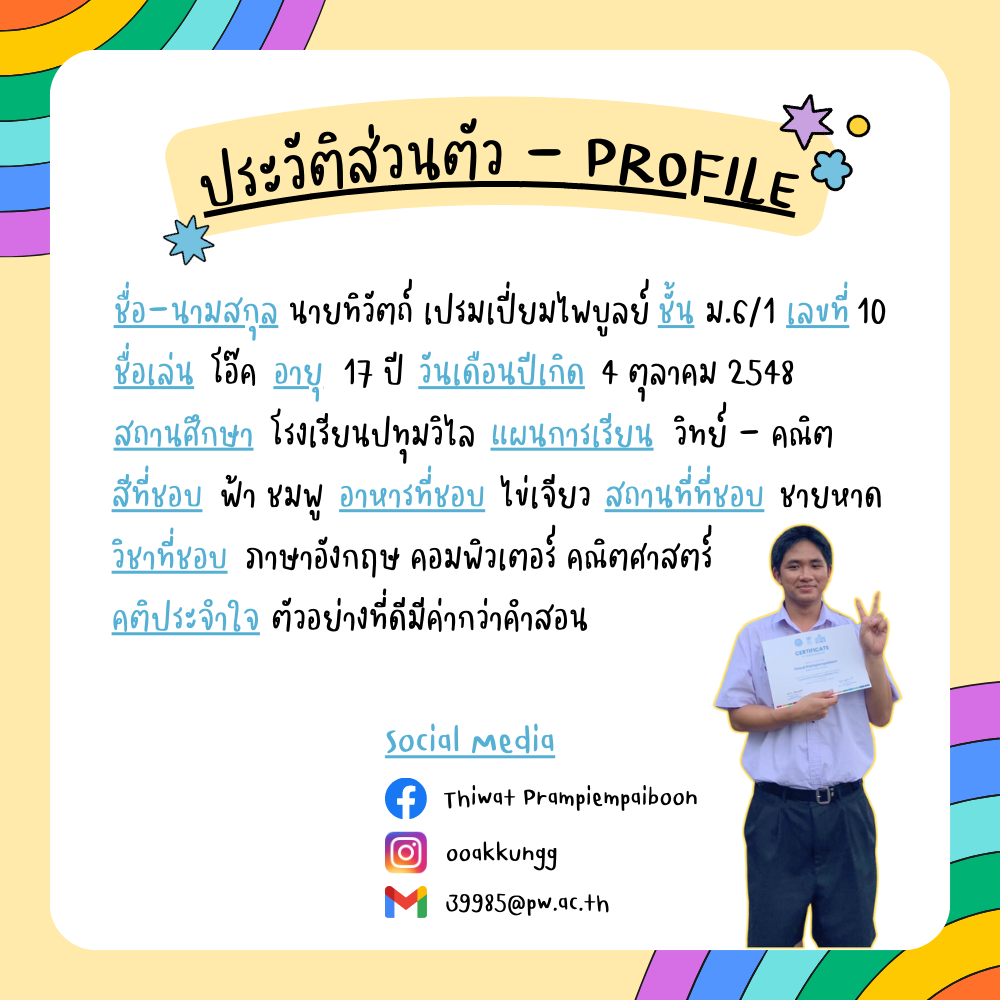 ประวัติส่วนตัว - PROFILE
ชื่อ-นามสกุล นายทิวัตถ์ เปรมเปี่ยมไพบูลย์ ชั้น ม.6/1 เลขที่ 10
ชื่อเล่น โอ๊ค อายุ 17 ปี วันเดือนปีเกิด 4 ตุลาคม 2548
สถานศึกษา โรงเรียนปทุมวิไล แผนการเรียน วิทย์ - คณิต
สีที่ชอบ ฟ้า ชมพู อาหารที่ชอบ ไข่เจียว สถานที่ที่ชอบ ชายหาด
วิชาที่ชอบ ภาษาอังกฤษ คอมพิวเตอร์ คณิตศาสตร์
คติประจำใจ ตัวอย่างที่ดีมีค่ากว่าคำสอน
CERTIFICATE
Social Media
Thiwat Prampiempaiboon
ooakkungg
39985@pw.ac.th